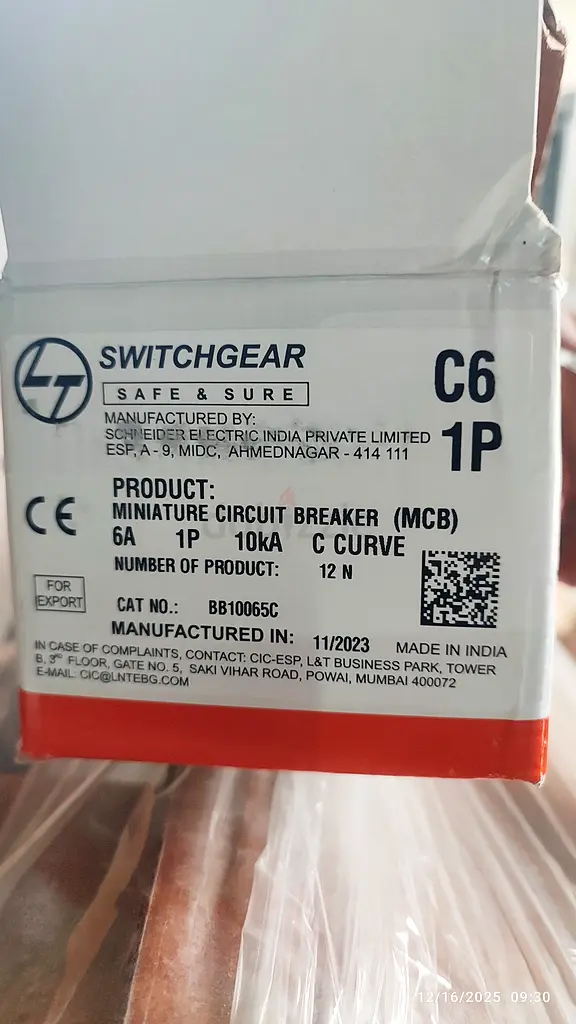 LT SWITCHGEAR
SAFE & SURE
C6
1P
MANUFACTURED BY:
SCHNEIDER ELECTRIC INDIA PRIVATE LIMITED
ESP, A - 9, MIDC, AHMEDNAGAR - 414 111
CE
PRODUCT:
MINIATURE CIRCUIT BREAKER (MCB)
6A 1P 10kA C CURVE
NUMBER OF PRODUCT: 12 N
FOR
EXPORT
CAT NO.: BB10065C
MANUFACTURED IN: 11/2023 MADE IN INDIA
IN CASE OF COMPLAINTS, CONTACT: CIC-ESP, L&T BUSINESS PARK, TOWER
B, 3RD FLOOR, GATE NO. 5, SAKI VIHAR ROAD, POWAI, MUMBAI 400072
E-MAIL: CIC@LNTEBG.COM
12/16/2025 09:30